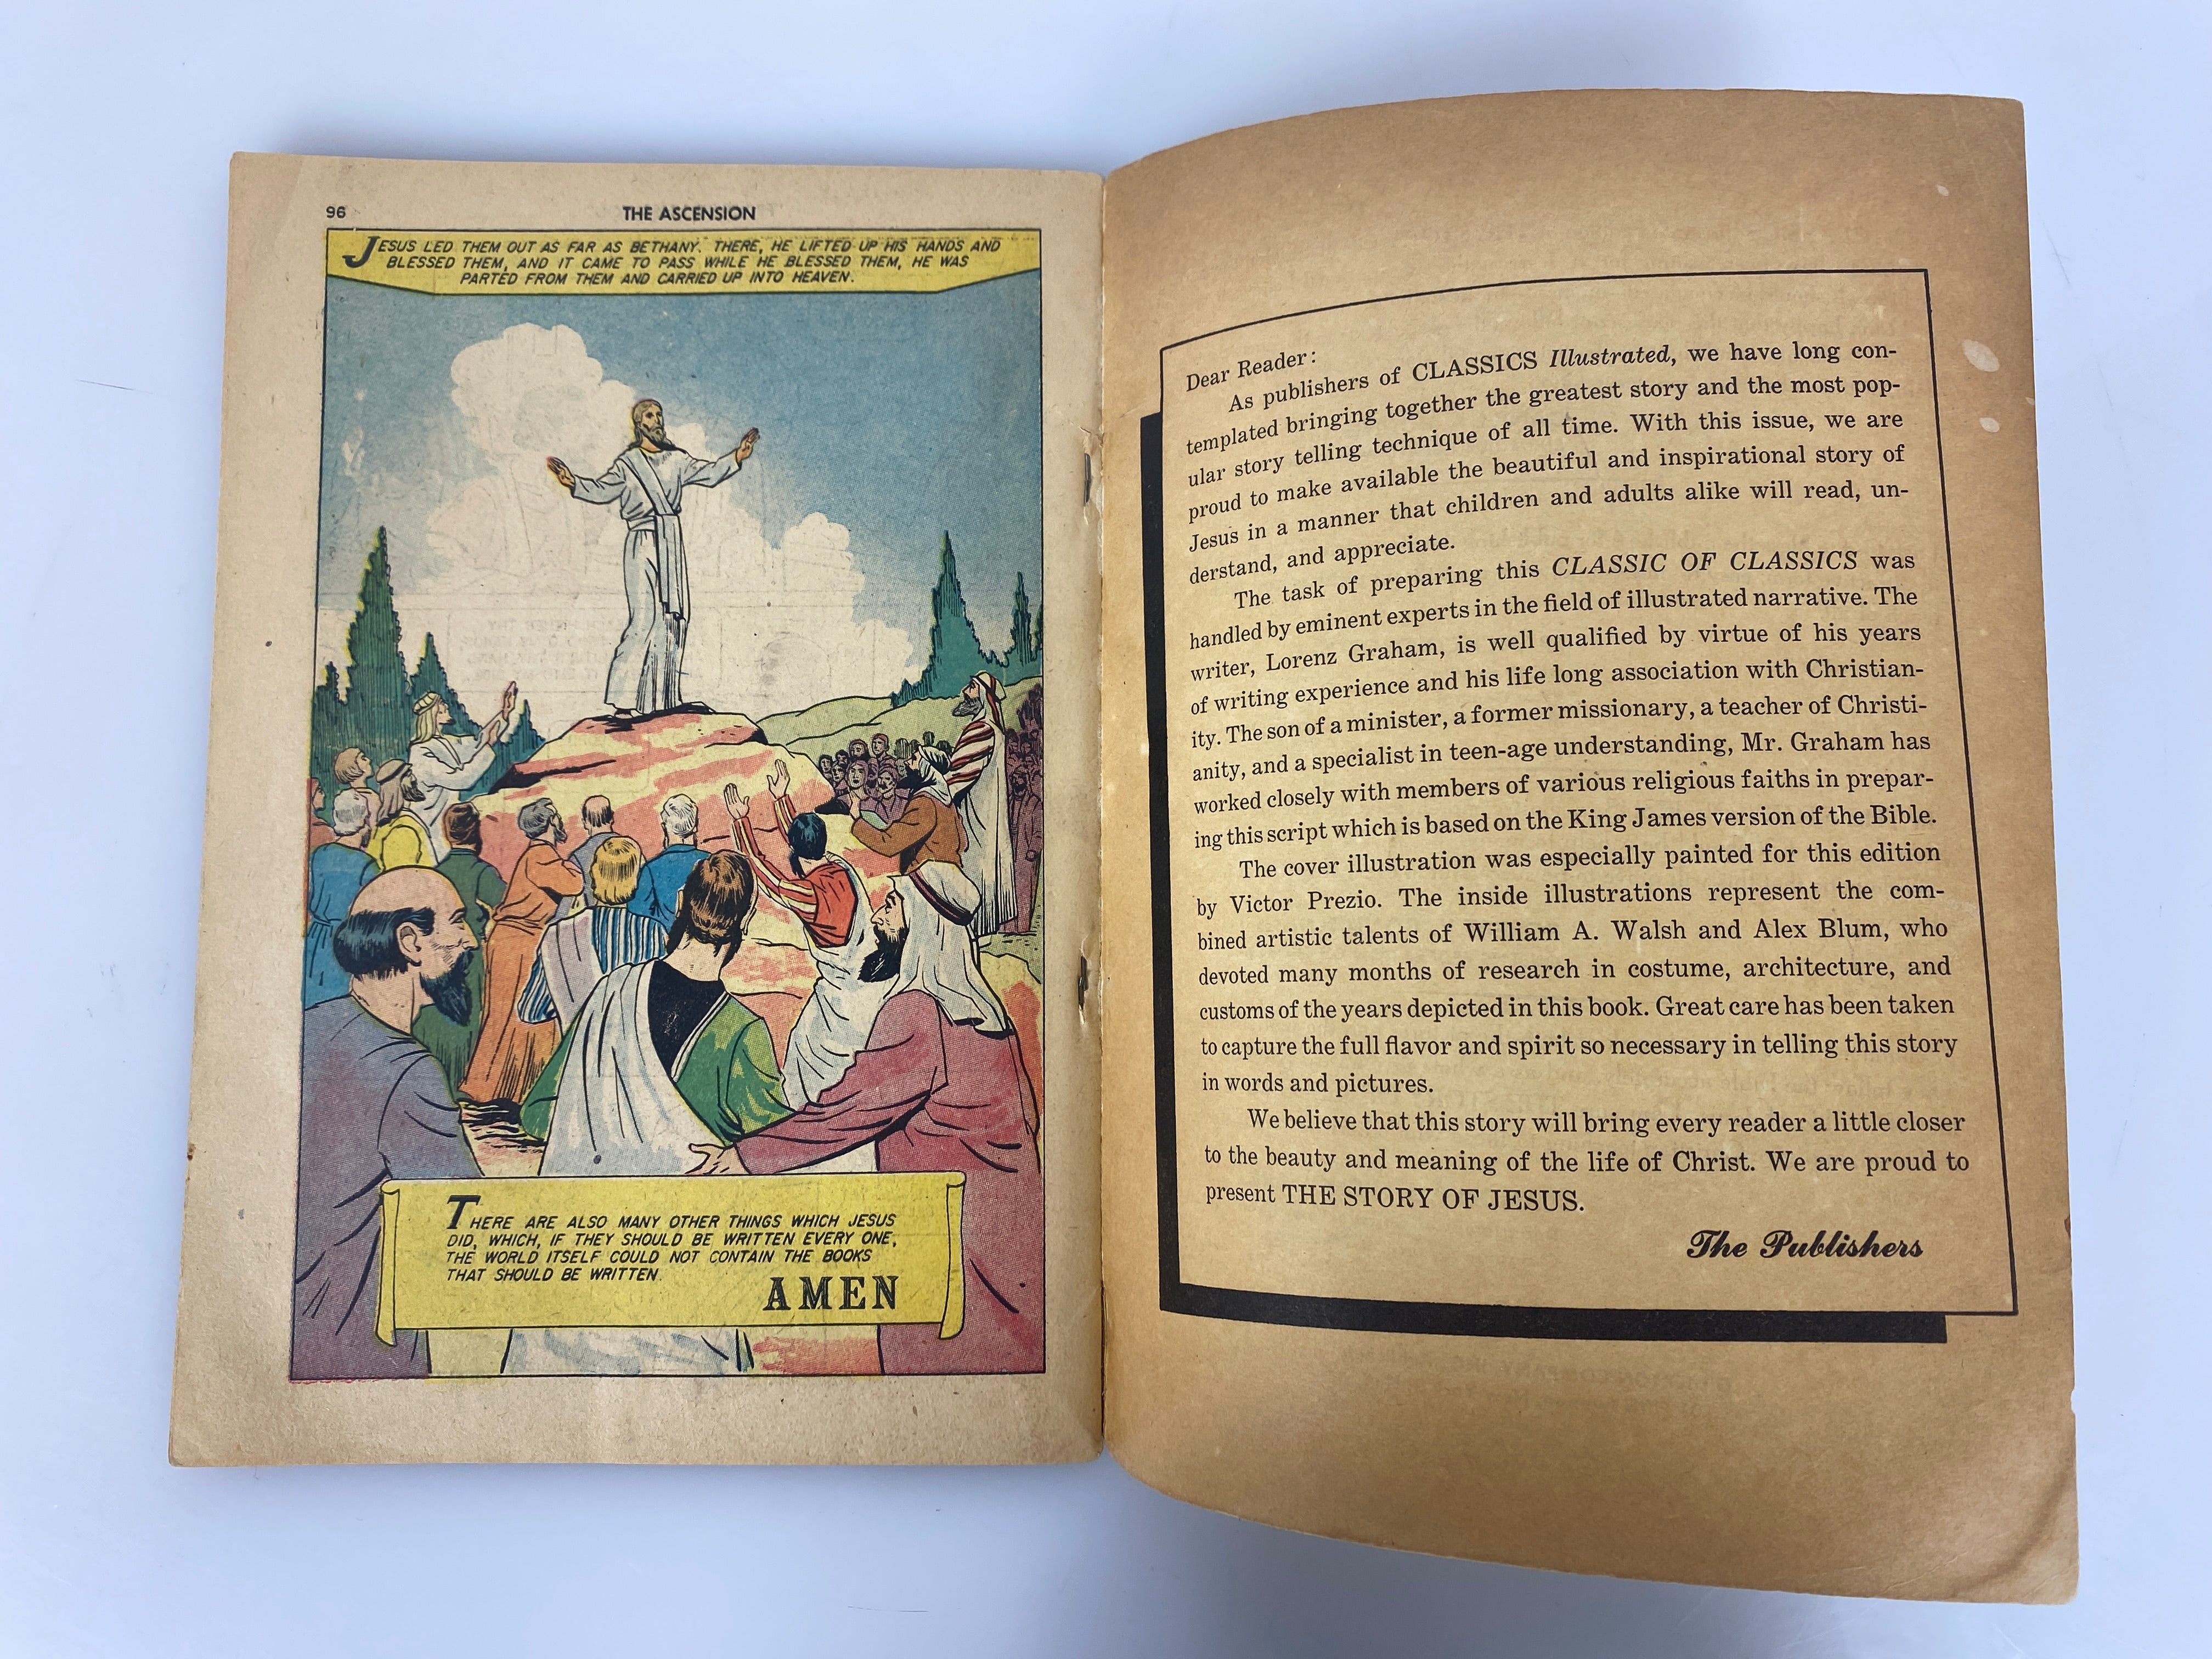 96
THE ASCENSION
JESUS LED THEM OUT AS FAR AS BETHANY. THERE, HE LIFTED UP HIS HANDS AND
BLESSED THEM, AND IT CAME TO PASS WHILE HE BLESSED THEM, HE WAS
PARTED FROM THEM AND CARRIED UP INTO HEAVEN.
THERE ARE ALSO MANY OTHER THINGS WHICH JESUS
DID, WHICH, IF THEY SHOULD BE WRITTEN EVERY ONE,
THE WORLD ITSELF COULD NOT CONTAIN THE BOOKS
THAT SHOULD BE WRITTEN.
AMEN
Dear Reader:
As publishers of CLASSICS Illustrated, we have long con-
templated bringing together the greatest story and the most pop-
ular story telling technique of all time. With this issue, we are
proud to make available the beautiful and inspirational story of
Jesus in a manner that children and adults alike will read, un-
derstand, and appreciate.
The task of preparing this CLASSIC OF CLASSICS was
handled by eminent experts in the field of illustrated narrative. The
writer, Lorenz Graham, is well qualified by virtue of his years
of writing experience and his life long association with Christian-
ity. The son of a minister, a former missionary, a teacher of Christi-
anity, and a specialist in teen-age understanding, Mr. Graham has
worked closely with members of various religious faiths in prepar-
ing this script which is based on the King James version of the Bible.
The cover illustration was especially painted for this edition
by Victor Prezio. The inside illustrations represent the com-
bined artistic talents of William A. Walsh and Alex Blum, who
devoted many months of research in costume, architecture, and
customs of the years depicted in this book. Great care has been taken
to capture the full flavor and spirit so necessary in telling this story
in words and pictures.
We believe that this story will bring every reader a little closer
to the beauty and meaning of the life of Christ. We are proud to
present THE STORY OF JESUS.
The Publishers